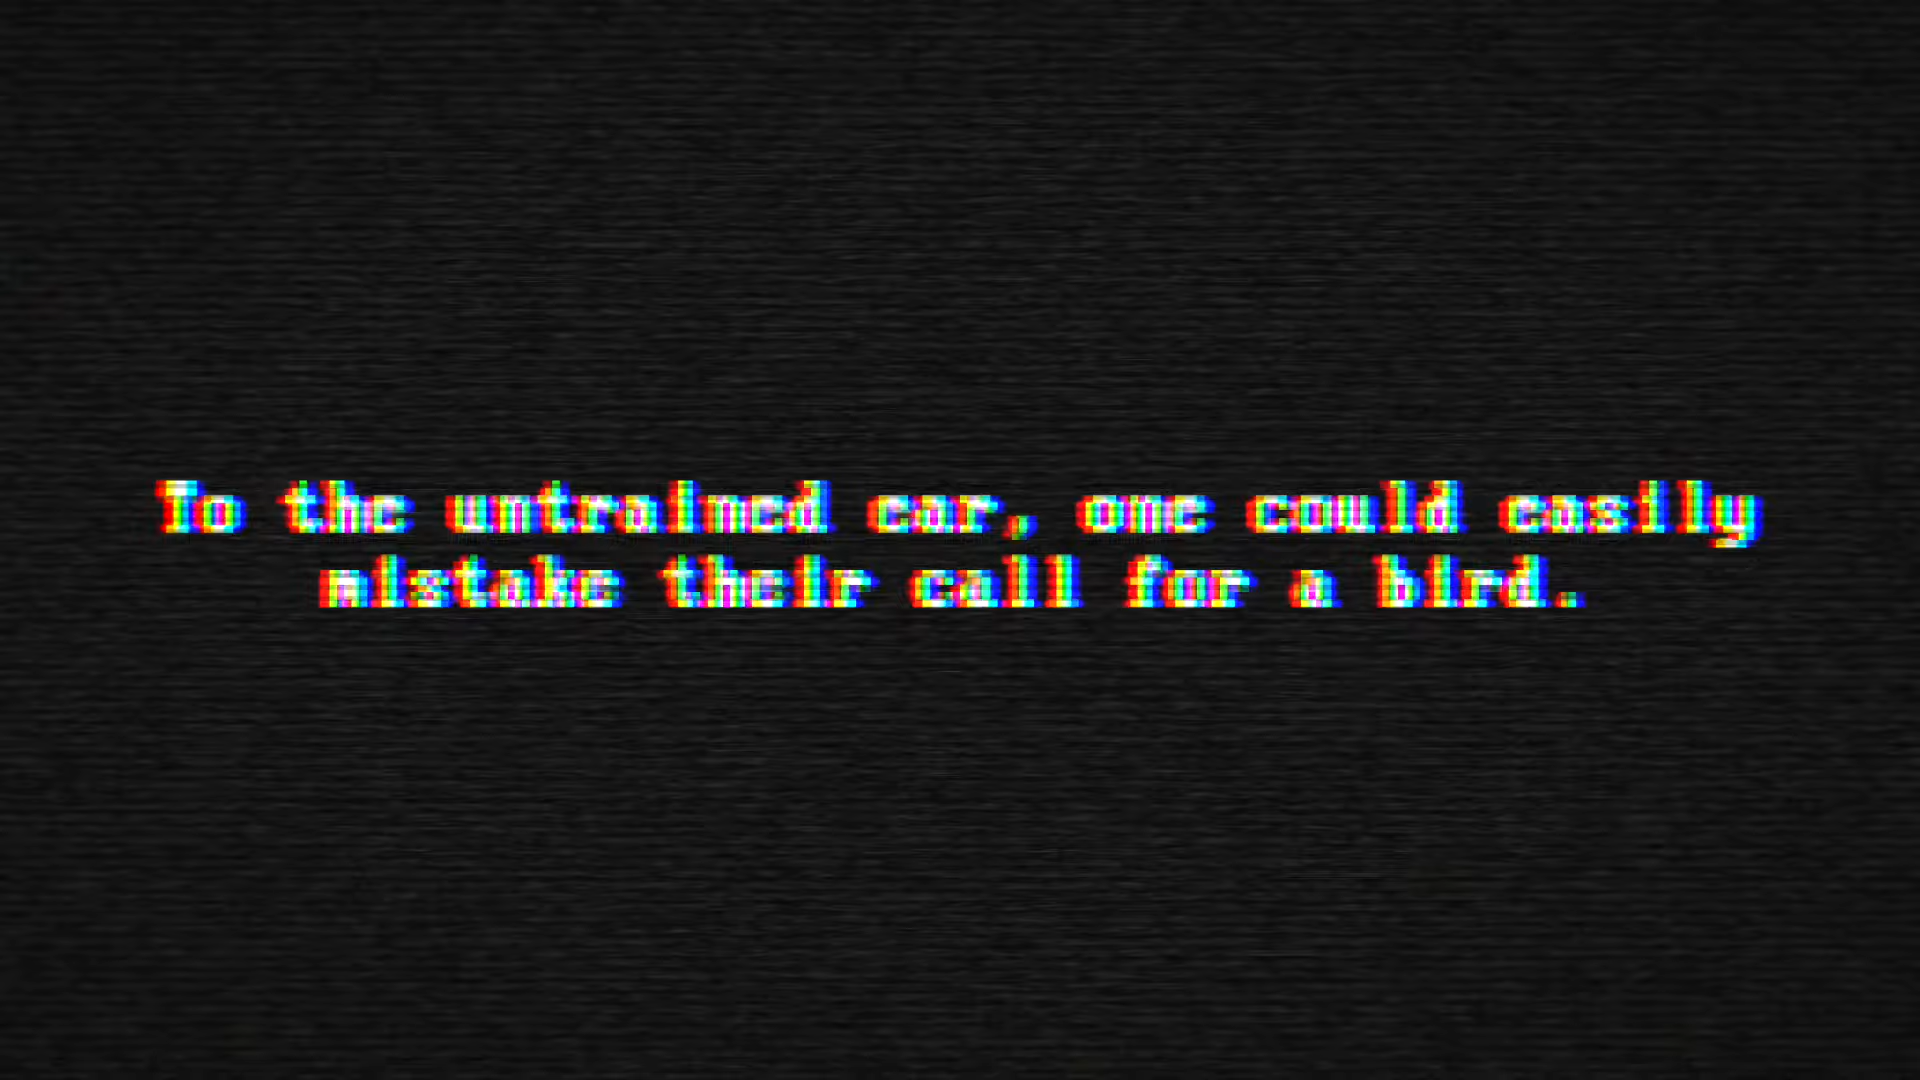 To the untrained ear, one could easily
mistake their call for a bird.